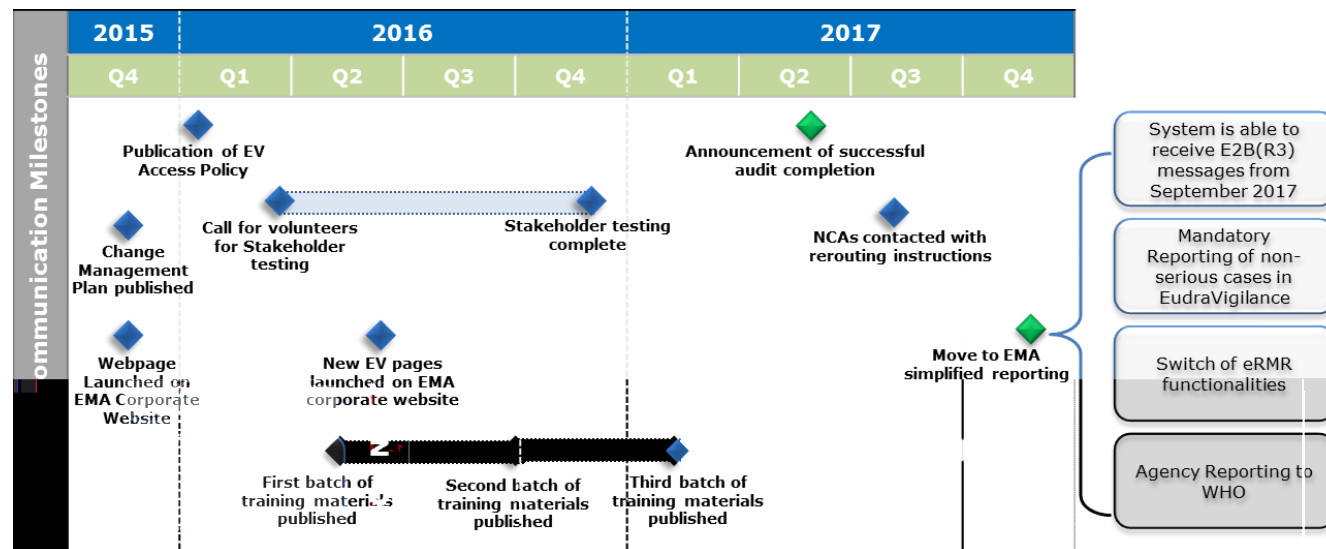 2015
2016
2017
Q4
Q1
Q2
Q3
Q4
Q1
Q2
Q3
Q4
ommunication Milestones
Publication of EV
Access Policy
Announcement of successful
audit completion
Call for volunteers
for Stakeholder
testing
Stakeholder testing
complete
NCAs contacted with
rerouting instructions
Change
Management
Plan published
Webpage
Launched on
EMA Corporate
Website
New EV pages
launched on EMA
corporate website
Move to EMA
simplified reporting
First batch of
training materials
published
Second batch of
training materials
published
Third batch of
training materials
published
System is able to
receive E2B(R3)
messages from
September 2017
Mandatory
Reporting of non-
serious cases in
EudraVigilance
Switch of eRMR
functionalities
Agency Reporting to
WHO